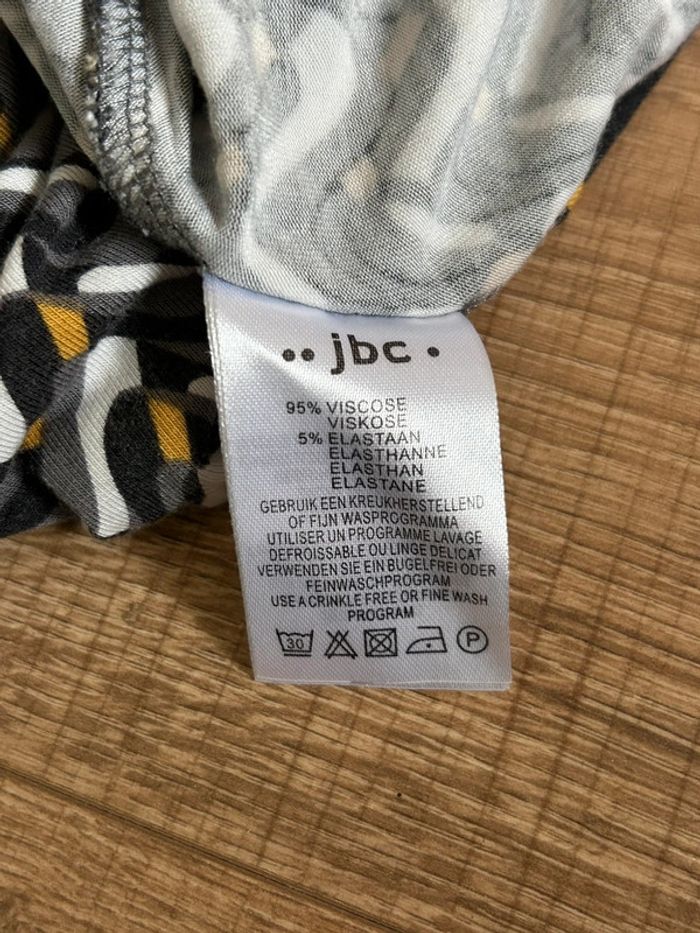 jbc
95% VISCOSE
VISKOSE
5% ELASTAAN
ELASTHANNE
ELASTHAN
ELASTANE
GEBRUIK EEN KREUKHERSTELLEND
OF FIJN WASPROGRAMMA
UTILISER UN PROGRAMME LAVAGE
DEFROISSABLE OU LINGE DELICAT
VERWENDEN SIE EIN BUGELFREI ODER
FEINWASCHPROGRAM
USE A CRINKLE FREE OR FINE WASH
PROGRAM
30 P